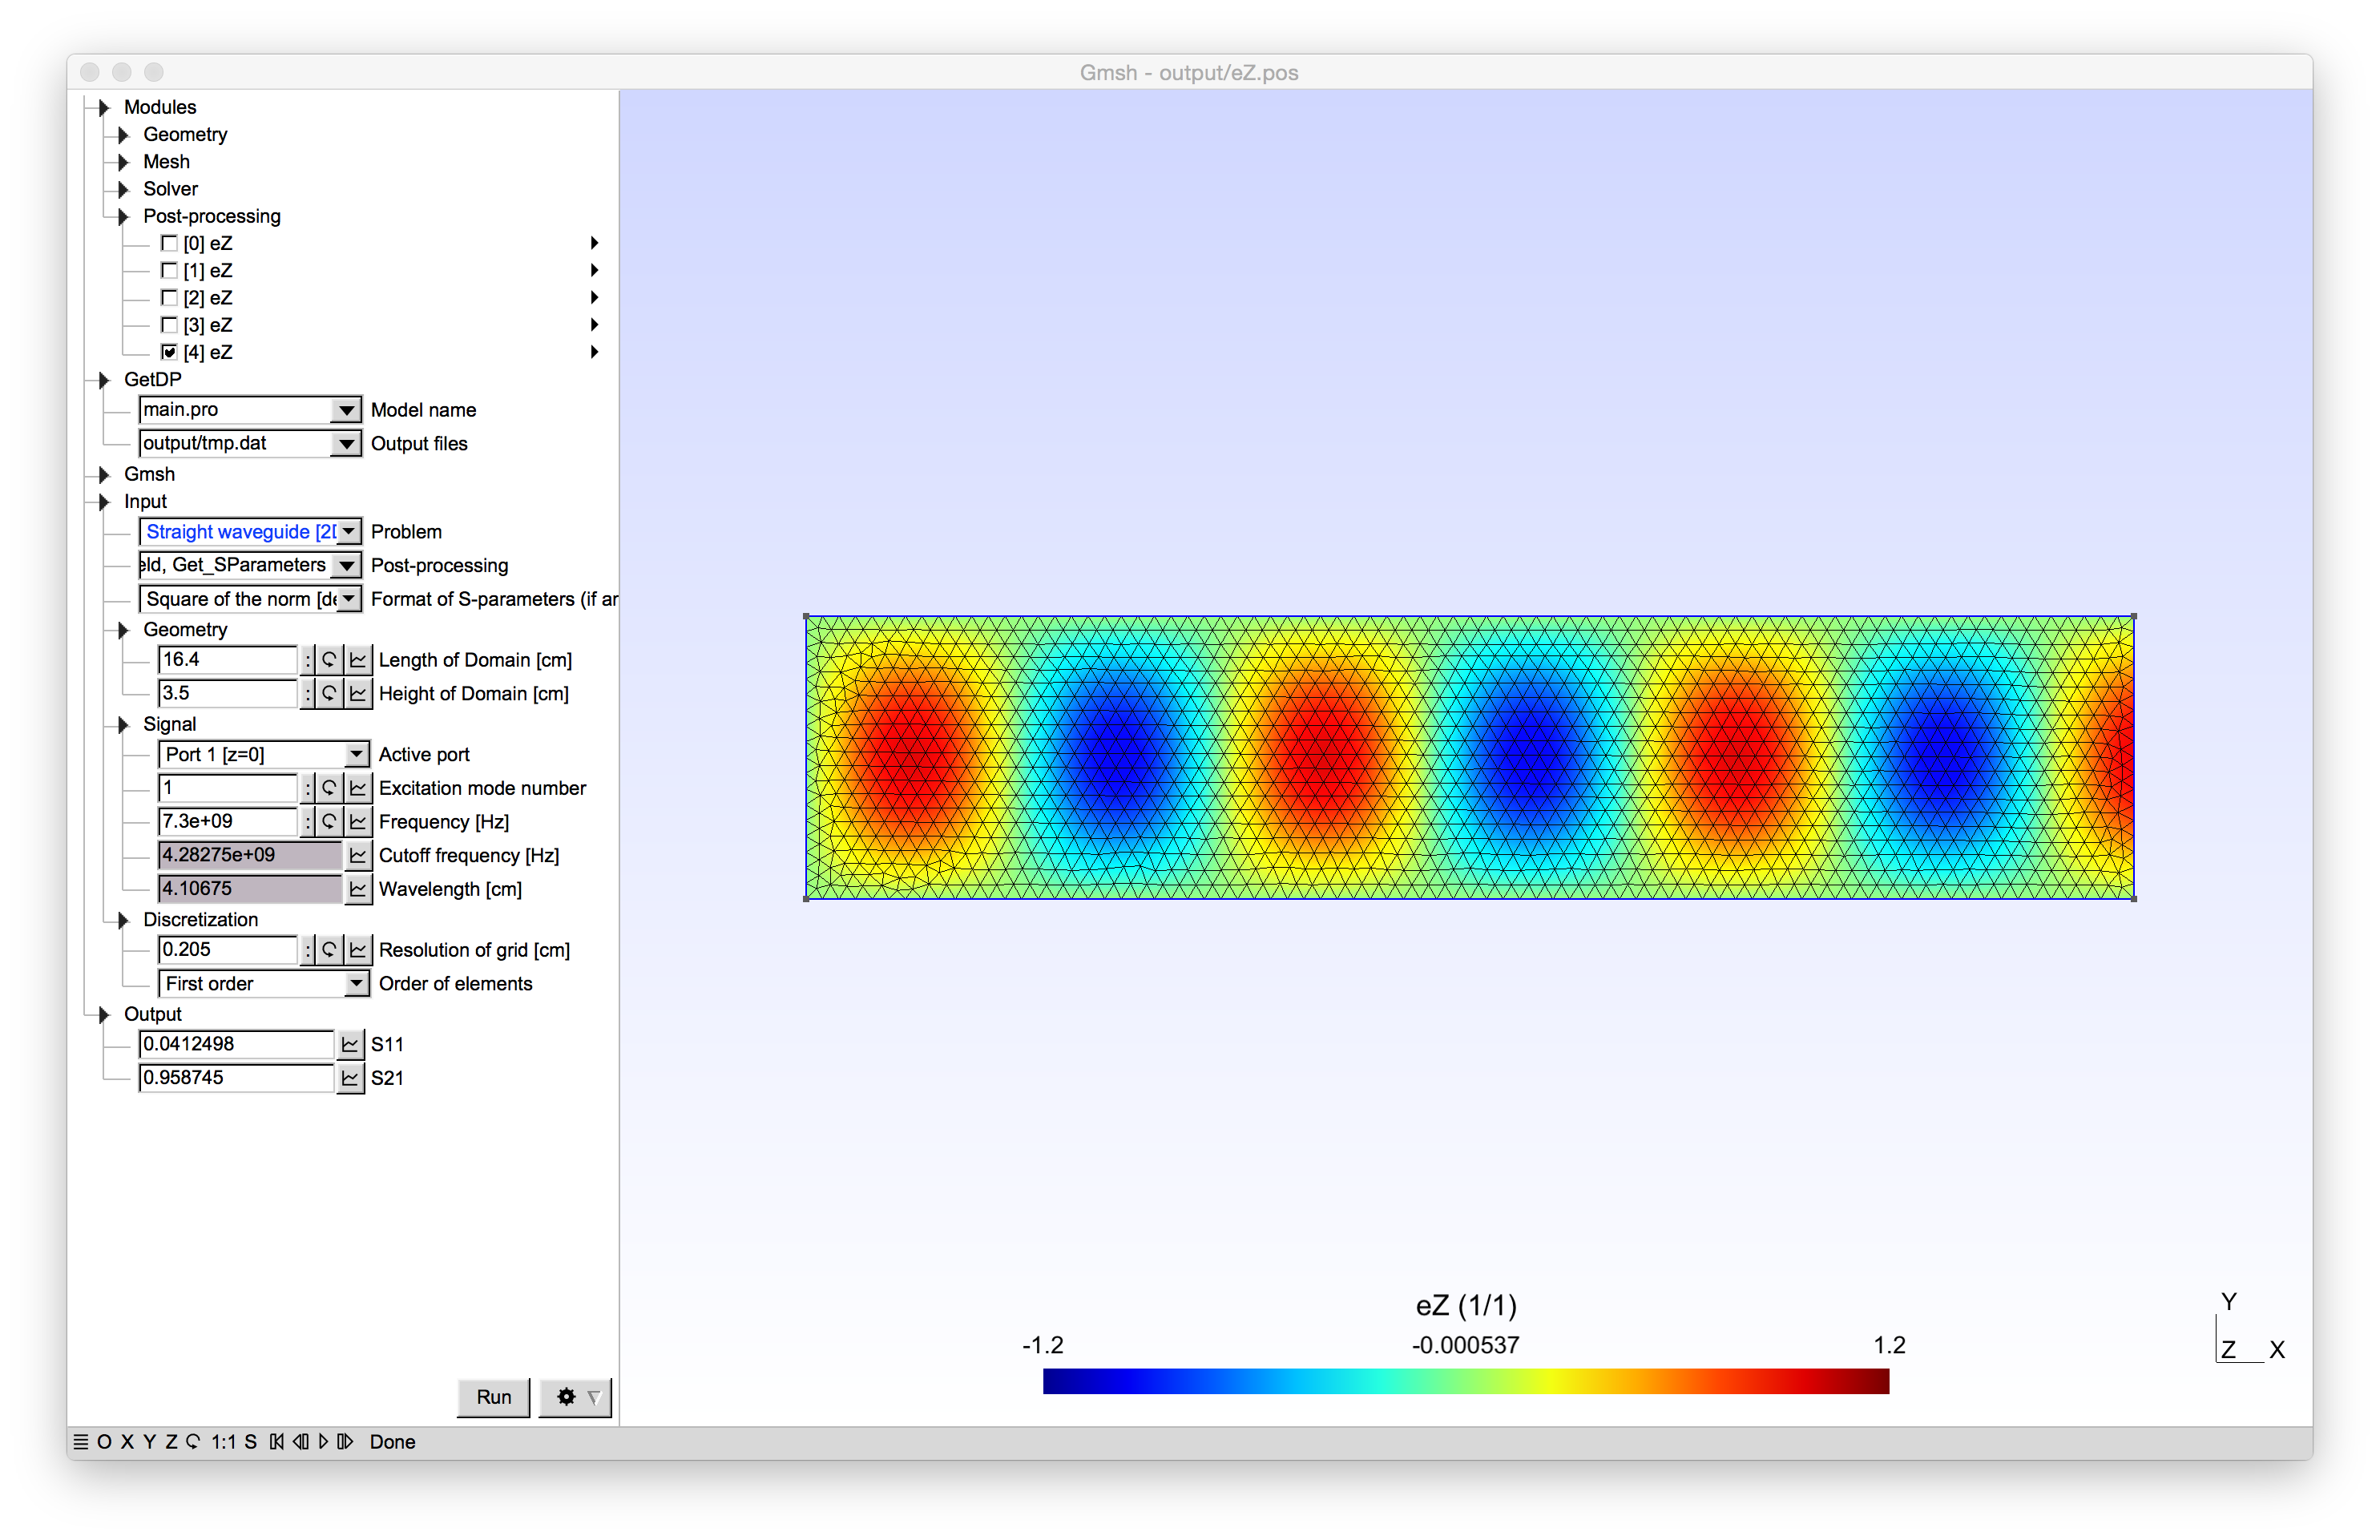 Gmsh - output/eZ.pos
Modules
Geometry
Mesh
Solver
Post-processing
[0] eZ
[1] eZ
[2] eZ
[3] eZ
[4] eZ
GetDP
main.pro Model name
output/tmp.dat Output files
Gmsh
Input
Straight waveguide [2D Problem
eld, Get_SParameters Post-processing
Square of the norm [de Format of S-parameters (if ar
Geometry
16.4 : Length of Domain [cm]
3.5 : Height of Domain [cm]
Signal
Port 1 [z=0] Active port
1 : Excitation mode number
7.3e+09 : Frequency [Hz]
4.28275e+09 Cutoff frequency [Hz]
4.10675 Wavelength [cm]
Discretization
0.205 : Resolution of grid [cm]
First order Order of elements
Output
0.0412498 S11
0.958745 S21
Run
O X Y Z 1:1 S Done
eZ (1/1)
-1.2 -0.000537 1.2
Y
Z X